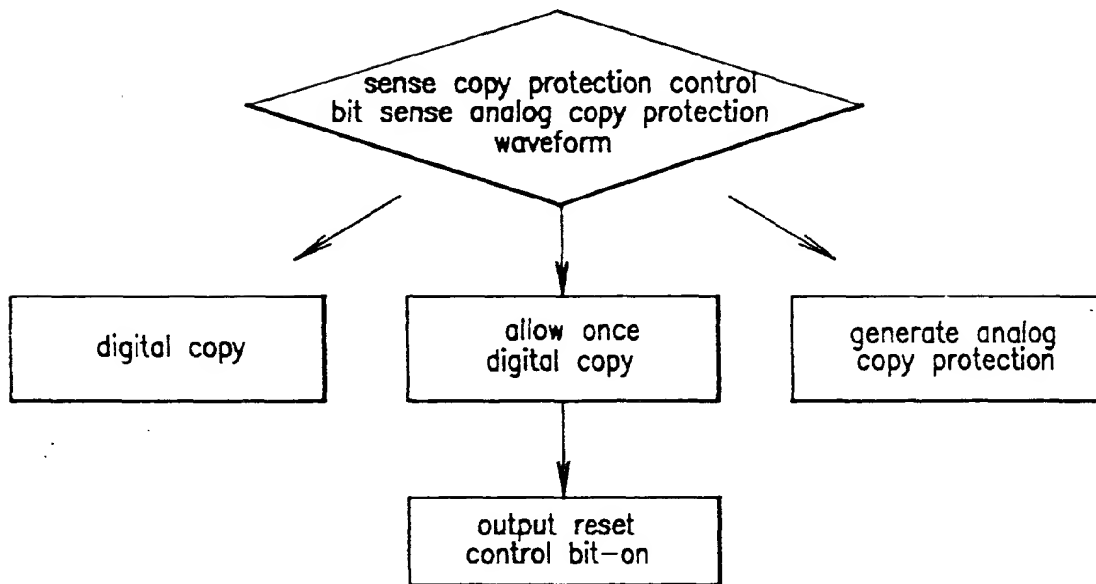 sense copy protection control
bit sense analog copy protection
waveform
digital copy
allow once
digital copy
generate analog
copy protection
output reset
control bit-on